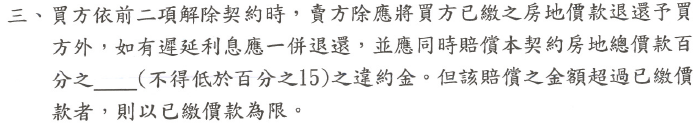 三、買方依前二項解除契約時，賣方除應將買方已繳之房地價款退還予買
方外，如有遲延利息應一併退還，並應同時賠償本契約房地總價款百
分之____(不得低於百分之15)之違約金。但該賠償之金額超過已繳價
款者，則以已繳價款為限。